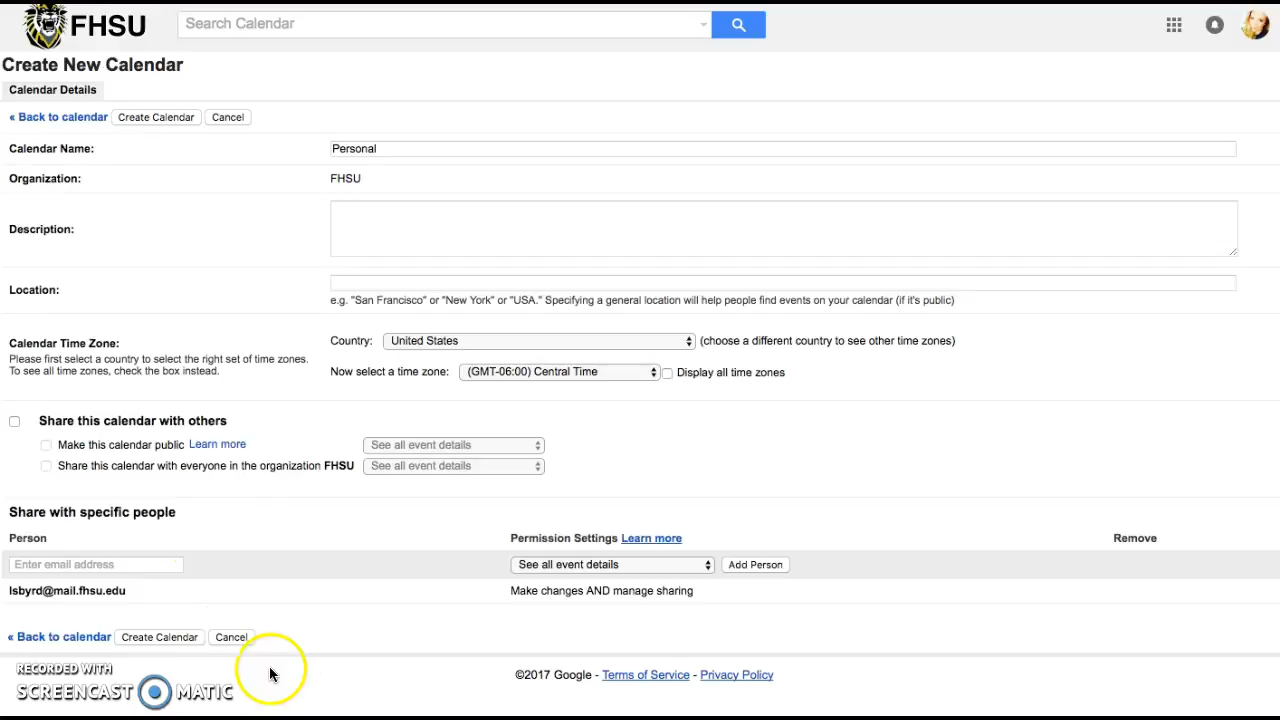 FHSU
Search Calendar
Create New Calendar
Calendar Details
« Back to calendar Create Calendar Cancel
Calendar Name: Personal
Organization: FHSU
Description:
Location:
e.g. "San Francisco" or "New York" or "USA." Specifying a general location will help people find events on your calendar (if it's public)
Calendar Time Zone:
Please first select a country to select the right set of time zones.
To see all time zones, check the box instead.
Country: United States (choose a different country to see other time zones)
Now select a time zone: (GMT-06:00) Central Time Display all time zones
Share this calendar with others
Make this calendar public Learn more See all event details
Share this calendar with everyone in the organization FHSU See all event details
Share with specific people
Person Permission Settings Learn more Remove
Enter email address See all event details Add Person
lsbyrd@mail.fhsu.edu Make changes AND manage sharing
« Back to calendar Create Calendar Cancel
RECORDED WITH
SCREENCAST MATIC
©2017 Google - Terms of Service - Privacy Policy